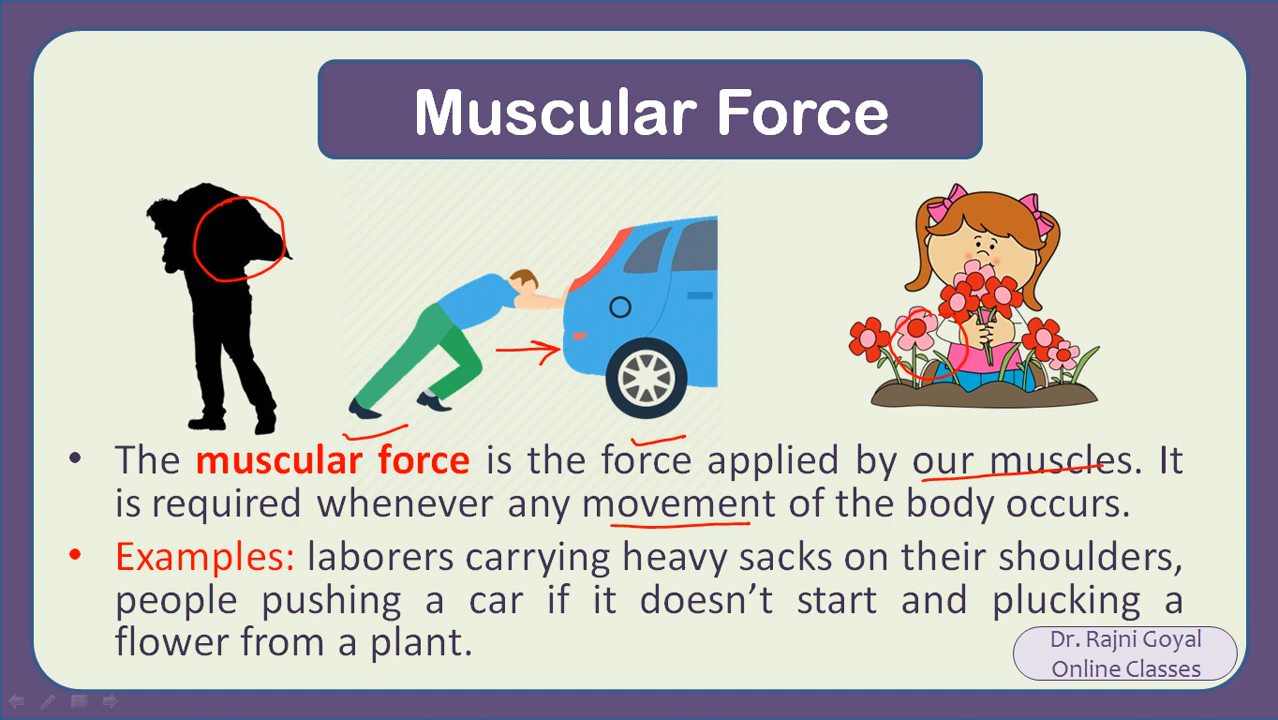 Muscular Force
• The muscular force is the force applied by our muscles. It
is required whenever any movement of the body occurs.
• Examples: laborers carrying heavy sacks on their shoulders,
people pushing a car if it doesn’t start and plucking a
flower from a plant.
Dr. Rajni Goyal
Online Classes